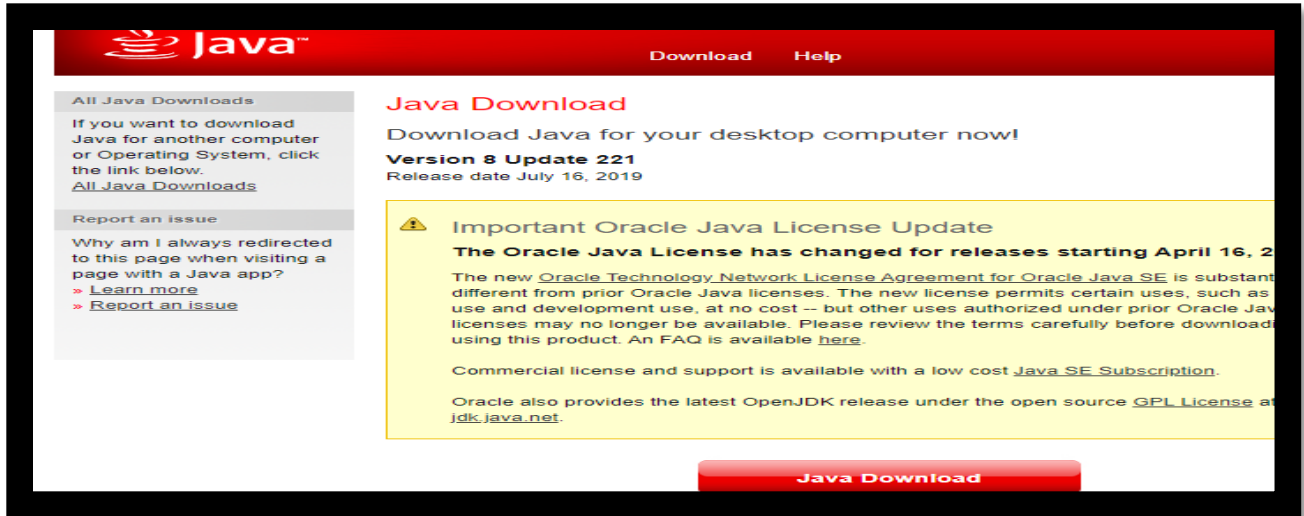 Java™
Download Help
All Java Downloads
If you want to download
Java for another computer
or Operating System, click
the link below.
All Java Downloads
Report an issue
Why am I always redirected
to this page when visiting a
page with a Java app?
» Learn more
» Report an issue
Java Download
Download Java for your desktop computer now!
Version 8 Update 221
Release date July 16, 2019
Important Oracle Java License Update
The Oracle Java License has changed for releases starting April 16, 2
The new Oracle Technology Network License Agreement for Oracle Java SE is substant
different from prior Oracle Java licenses. The new license permits certain uses, such as
use and development use, at no cost -- but other uses authorized under prior Oracle Jav
licenses may no longer be available. Please review the terms carefully before downloadi
using this product. An FAQ is available here.
Commercial license and support is available with a low cost Java SE Subscription.
Oracle also provides the latest OpenJDK release under the open source GPL License at
jdk.java.net.
Java Download